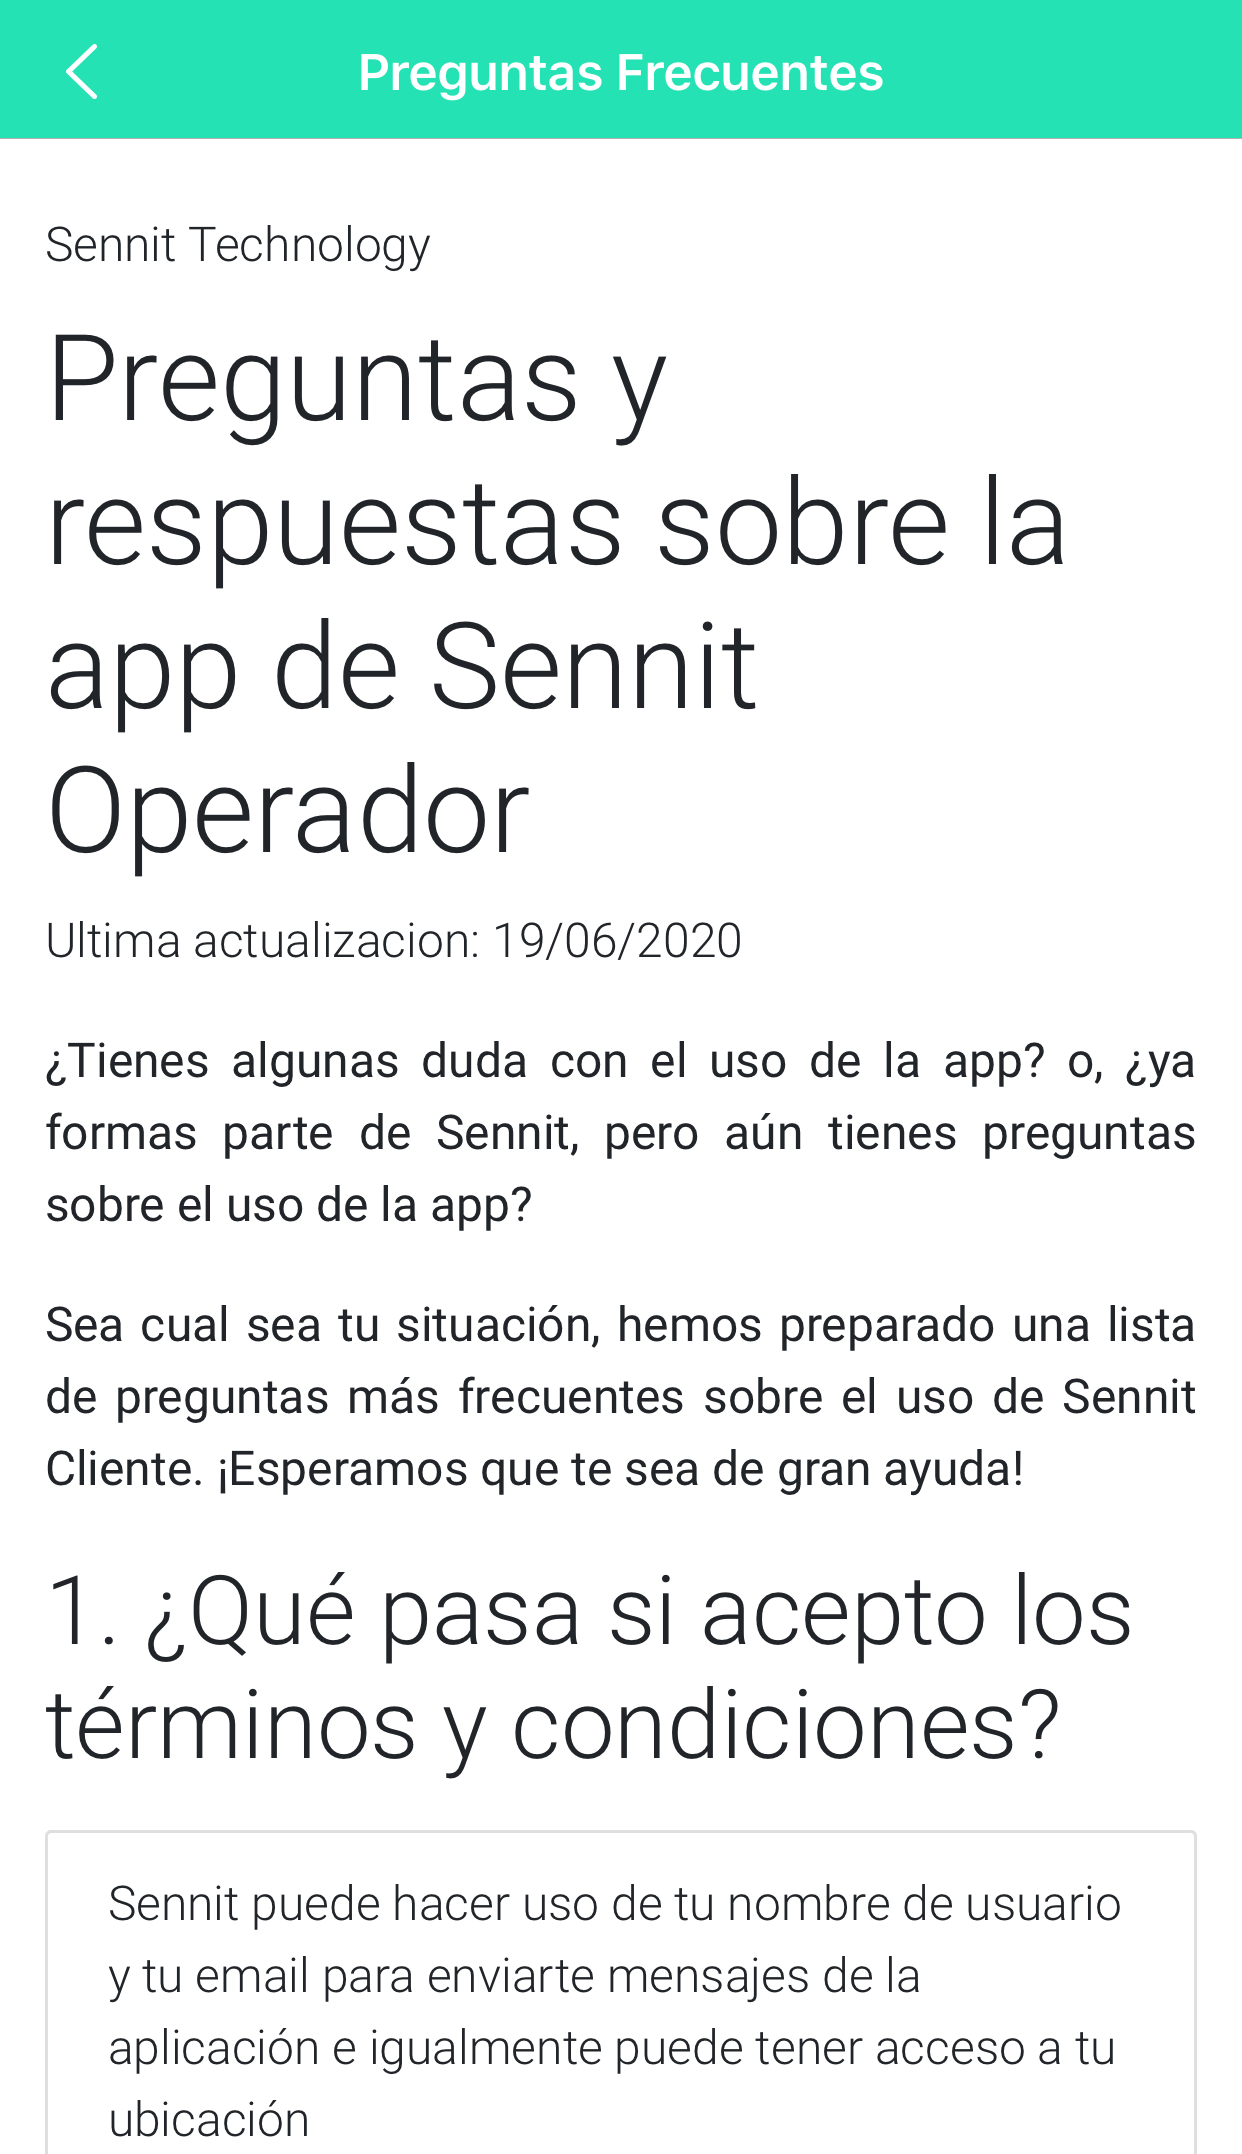 Preguntas Frecuentes
Sennit Technology
Preguntas y
respuestas sobre la
app de Sennit
Operador
Ultima actualizacion: 19/06/2020
¿Tienes algunas duda con el uso de la app? o, ¿ya
formas parte de Sennit, pero aún tienes preguntas
sobre el uso de la app?
Sea cual sea tu situación, hemos preparado una lista
de preguntas más frecuentes sobre el uso de Sennit
Cliente. ¡Esperamos que te sea de gran ayuda!
1. ¿Qué pasa si acepto los
términos y condiciones?
Sennit puede hacer uso de tu nombre de usuario
y tu email para enviarte mensajes de la
aplicación e igualmente puede tener acceso a tu
ubicación